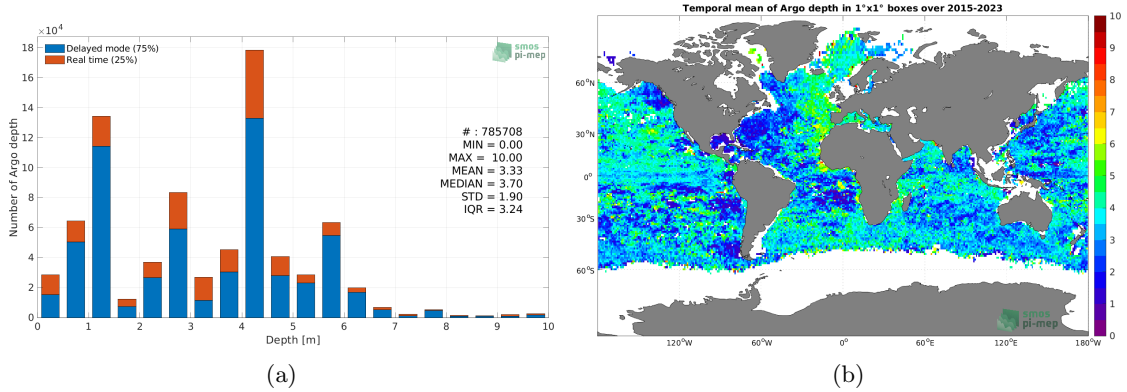 ×10⁴
18
16
14
12
10
8
6
4
2
0
Number of Argo depth
Delayed mode (75%)
Real time (25%)
smos
pi-mep
# : 785708
MIN = 0.00
MAX = 10.00
MEAN = 3.33
MEDIAN = 3.70
STD = 1.90
IQR = 3.24
0 1 2 3 4 5 6 7 8 9 10
Depth [m]
(a)
Temporal mean of Argo depth in 1°x1° boxes over 2015-2023
60°N
30°N
0°
30°S
60°S
120°W 60°W 0° 60°E 120°E 180°E
smos
pi-mep
10
9
8
7
6
5
4
3
2
1
0
(b)